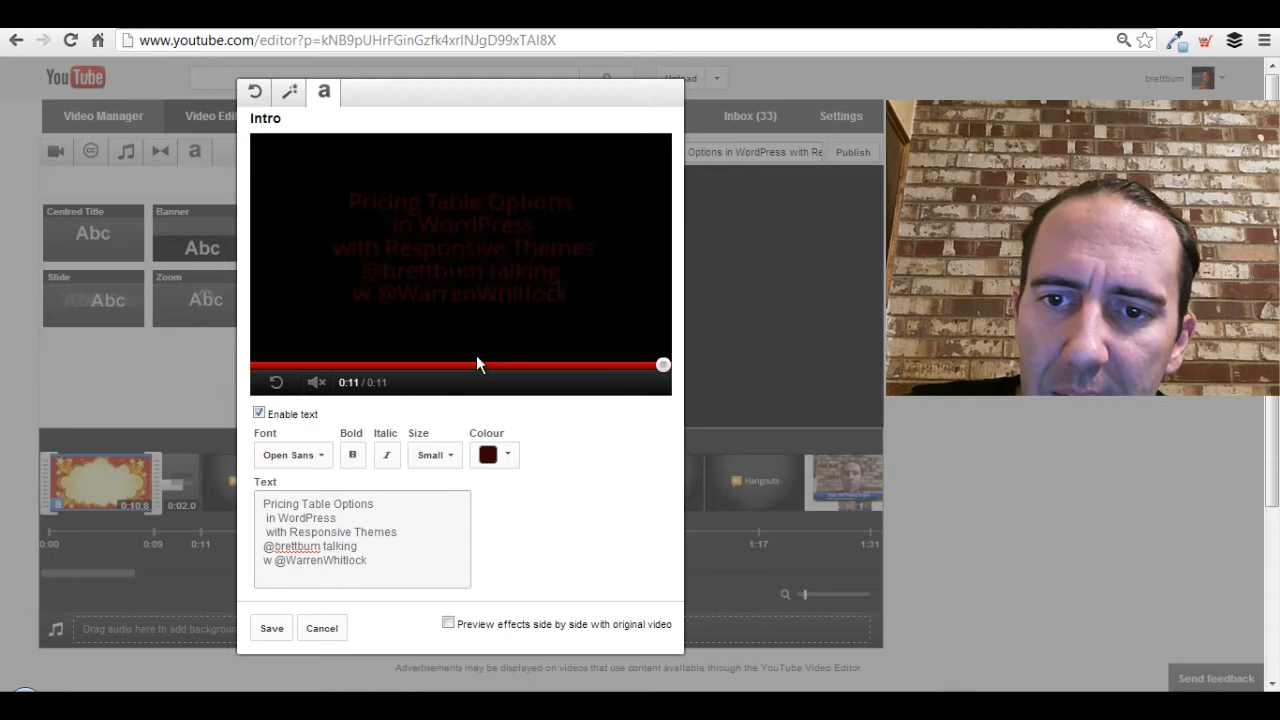 www.youtube.com/editor?p=kNB9pUHrFGinGzfk4xrINJgD99xTAI8X
YouTube
Upload
brettbum
Video Manager
Video Edi
Inbox (33)
Settings
a
Intro
a
Options in WordPress with Re
Publish
Centred Title
Abc
Banner
Abc
Slide
Abc
Zoom
Abc
Pricing Table Options
in WordPress
with Responsive Themes
@brettbum talking
w @WarrenWhitlock
0:11 / 0:11
Enable text
Font
Bold
Italic
Size
Colour
Open Sans
B
I
Small
Text
Pricing Table Options
in WordPress
with Responsive Themes
@brettbum talking
w @WarrenWhitlock
a
0:10.8
0:02.0
Hangouts
0:00
0:09
0:11
1:17
1:31
Drag audio here to add backgroun
Save
Cancel
Preview effects side by side with original video
Advertisements may be displayed on videos that use content available through the YouTube Video Editor.
Send feedback